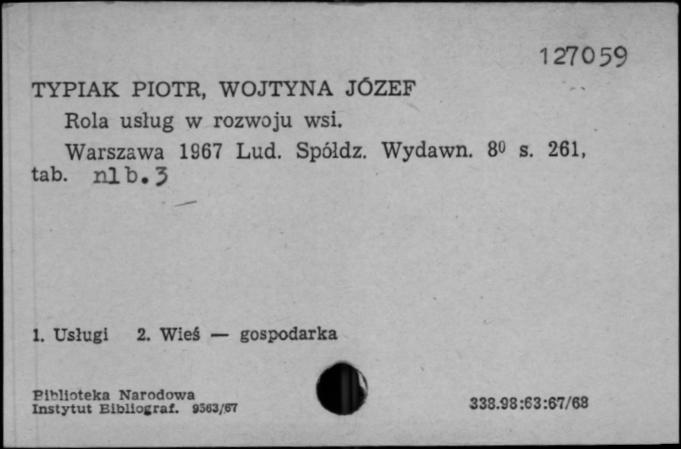 127059
TYPIAK PIOTR, WOJTYNA JÓZEF
Rola usług w rozwoju wsi.
Warszawa 1967 Lud. Spółdz. Wydawn. 8⁰ s. 261,
tab. nlb. 3
1. Usługi 2. Wieś — gospodarka
Biblioteka Narodowa
Instytut Bibliograf. 9563/67
338.98:63:67/68